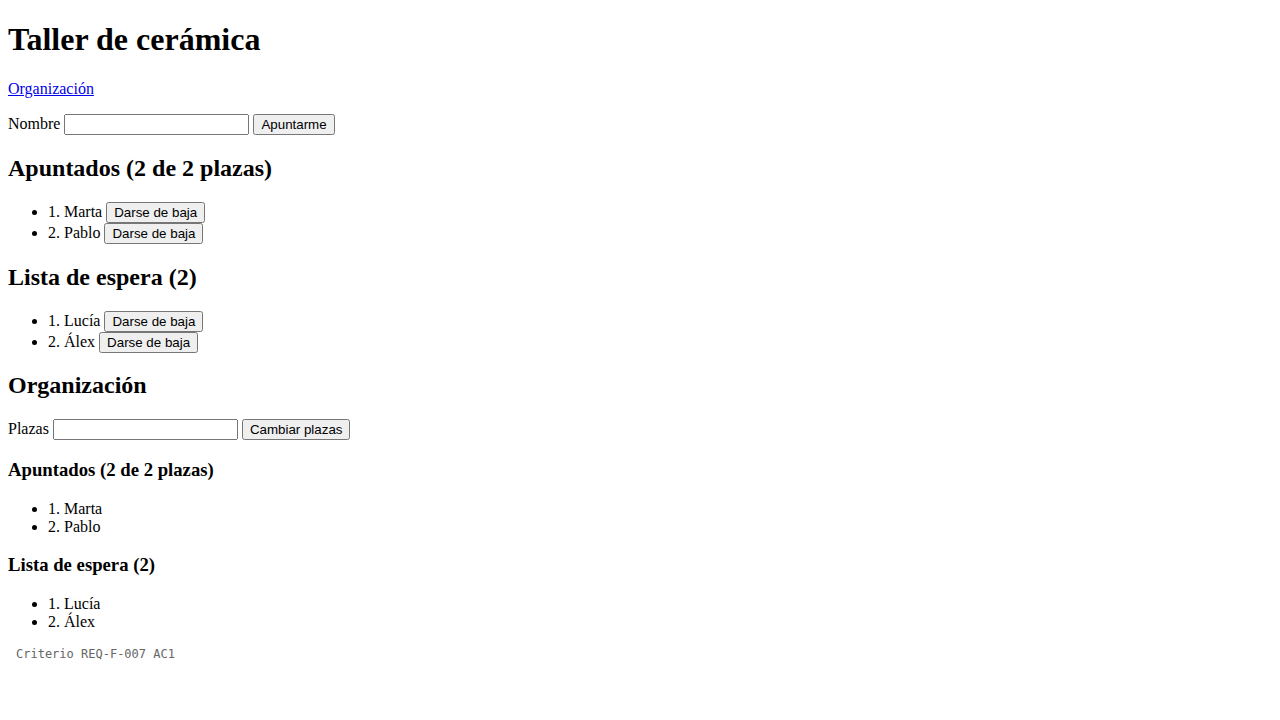 Taller de cerámica
Organización
Nombre Apuntarme
Apuntados (2 de 2 plazas)
1. Marta Darse de baja
2. Pablo Darse de baja
Lista de espera (2)
1. Lucía Darse de baja
2. Álex Darse de baja
Organización
Plazas Cambiar plazas
Apuntados (2 de 2 plazas)
1. Marta
2. Pablo
Lista de espera (2)
1. Lucía
2. Álex
Criterio REQ-F-007 AC1